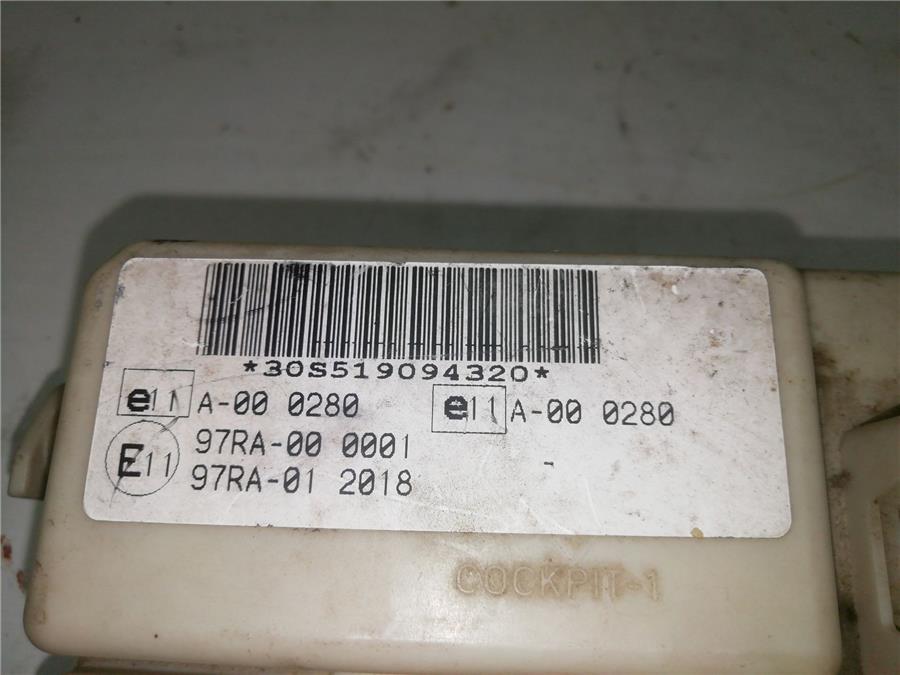 *30S519094320*
e11 A-00 0280 e11 A-00 0280
E11 97RA-00 0001
97RA-01 2018
COCKPIT-1